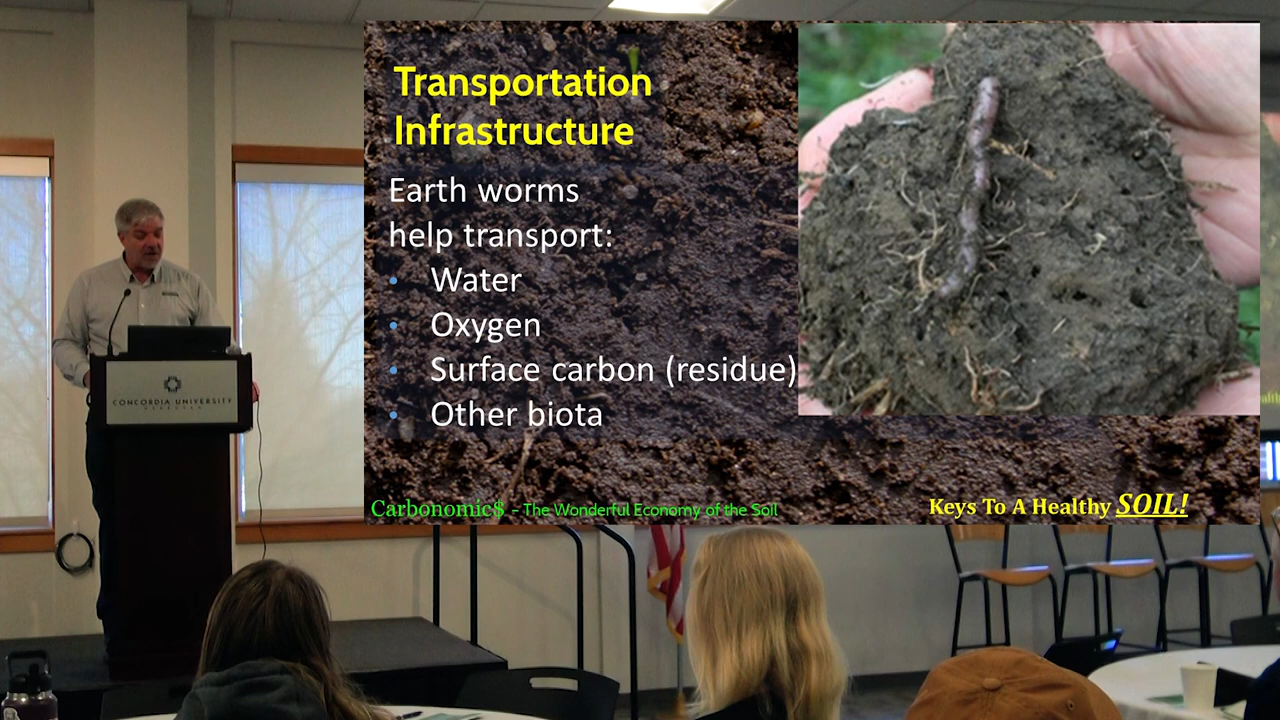 Transportation
Infrastructure
Earth worms
help transport:
• Water
• Oxygen
• Surface carbon (residue)
• Other biota
Carbonomic$ - The Wonderful Economy of the Soil
Keys To A Healthy SOIL!
CONCORDIA UNIVERSITY